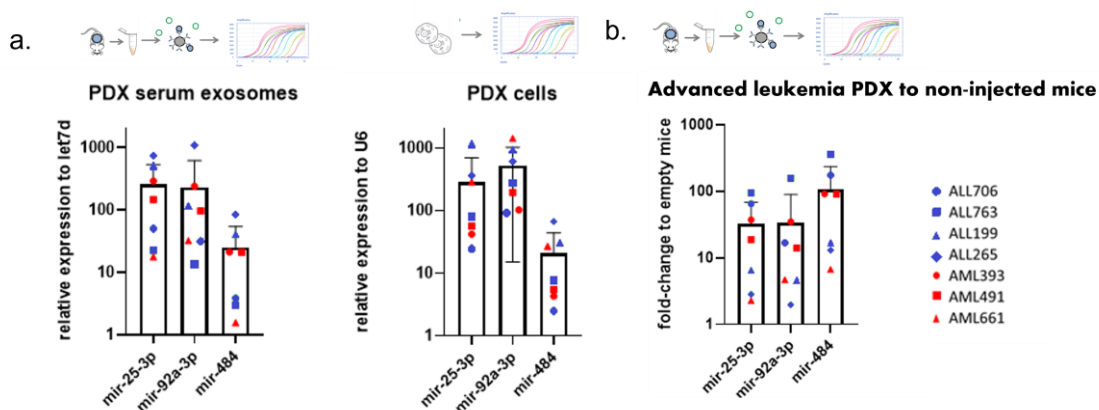 a.
b.
PDX serum exosomes
PDX cells
Advanced leukemia PDX to non-injected mice
relative expression to let7d
1000
100
10
1
mir-25-3p
mir-92a-3p
mir-484
relative expression to U6
1000
100
10
1
mir-25-3p
mir-92a-3p
mir-484
fold-change to empty mice
1000
100
10
1
mir-25-3p
mir-92a-3p
mir-484
ALL706
ALL763
ALL199
ALL265
AML393
AML491
AML661